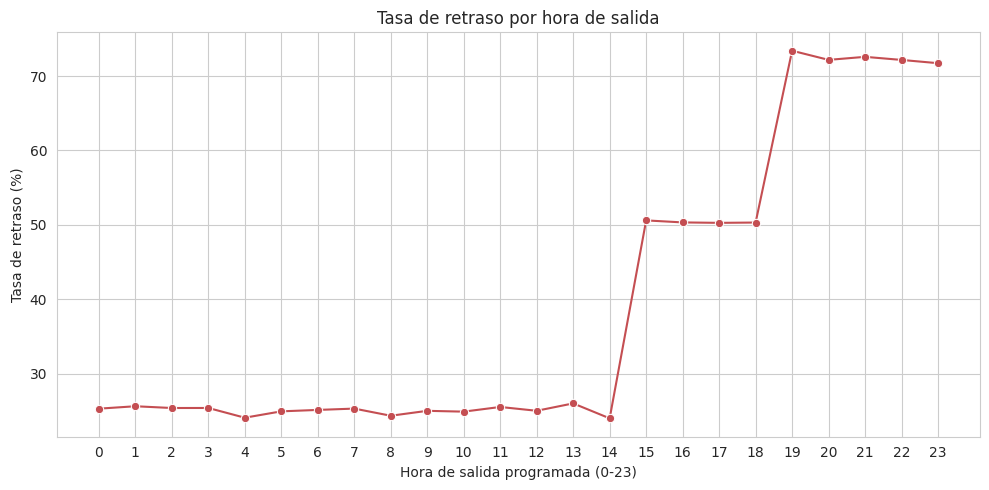 Tasa de retraso por hora de salida
Tasa de retraso (%)
70
60
50
40
30
0 1 2 3 4 5 6 7 8 9 10 11 12 13 14 15 16 17 18 19 20 21 22 23
Hora de salida programada (0-23)